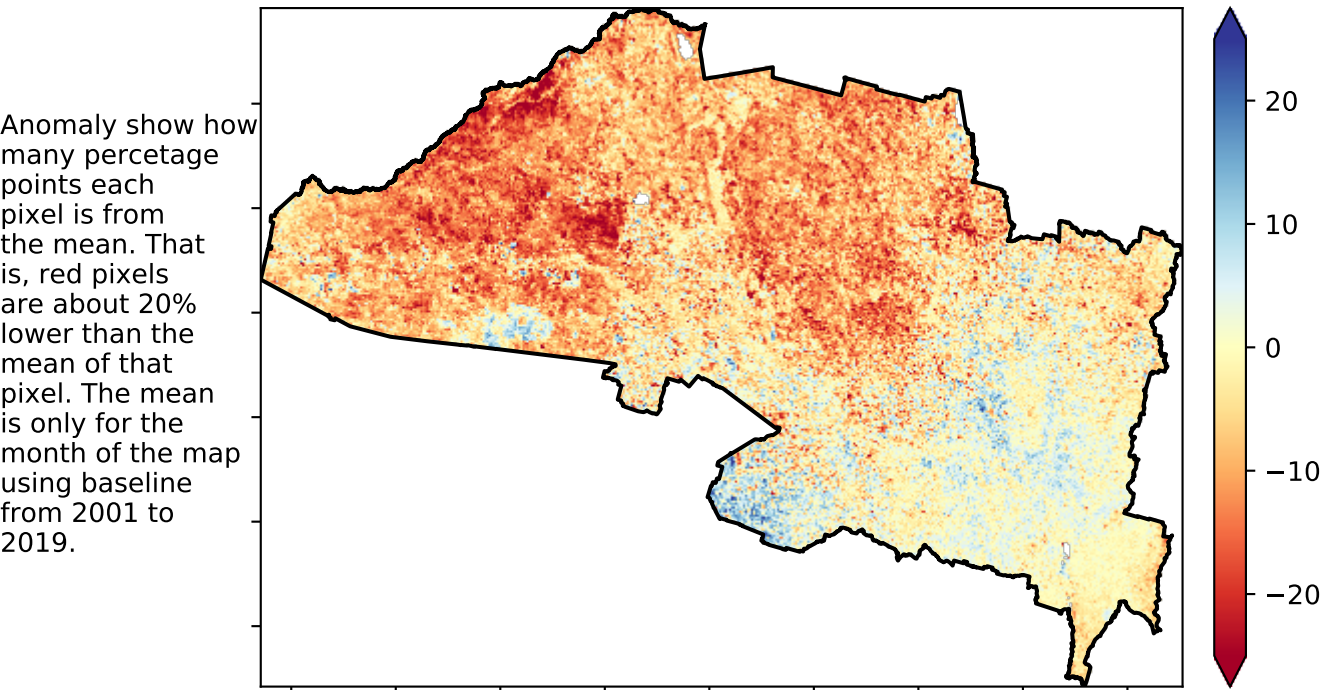 Anomaly show how
many percetage
points each
pixel is from
the mean. That
is, red pixels
are about 20%
lower than the
mean of that
pixel. The mean
is only for the
month of the map
using baseline
from 2001 to
2019.
20
10
0
−10
−20